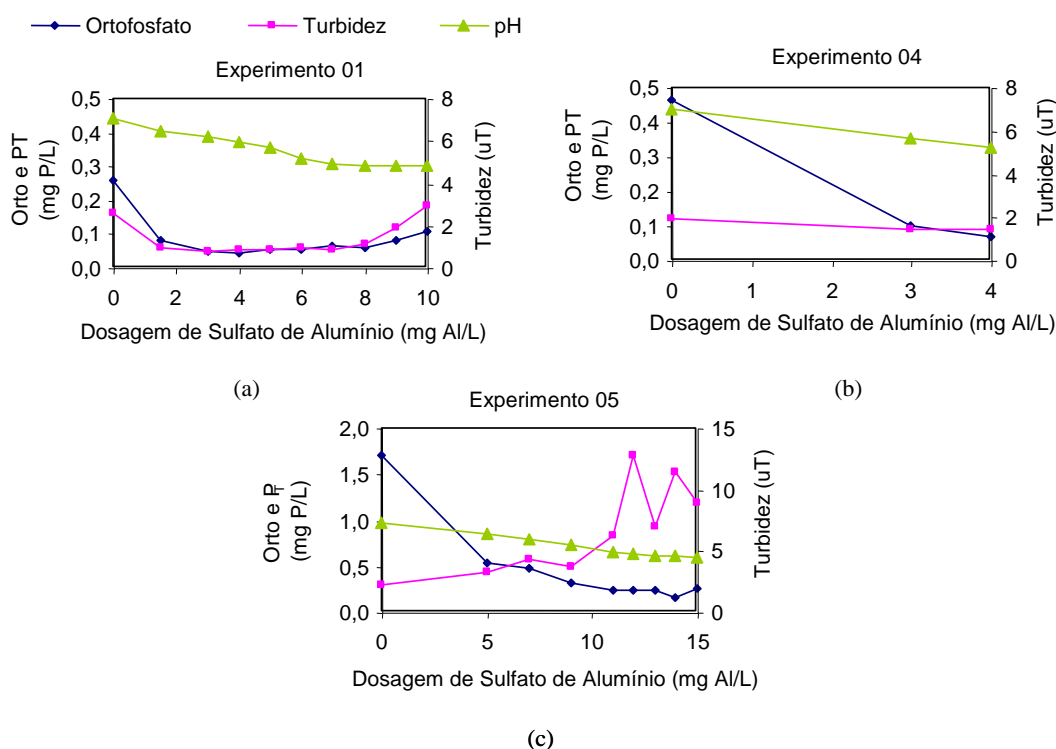 Ortofosfato Turbidez pH
Experimento 01
Orto e PT
(mg P/L)
0,5
0,4
0,3
0,2
0,1
0,0
8
6
4
2
0
Turbidez (uT)
0 2 4 6 8 10
Dosagem de Sulfato de Alumínio (mg Al/L)
(a)
Experimento 04
Orto e PT
(mg P/L)
0,5
0,4
0,3
0,2
0,1
0,0
8
6
4
2
0
Turbidez (uT)
0 1 2 3 4
Dosagem de Sulfato de Alumínio (mg Al/L)
(b)
Experimento 05
Orto e PT
(mg P/L)
2,0
1,5
1,0
0,5
0,0
15
10
5
0
Turbidez (uT)
0 5 10 15
Dosagem de Sulfato de Alumínio (mg Al/L)
(c)